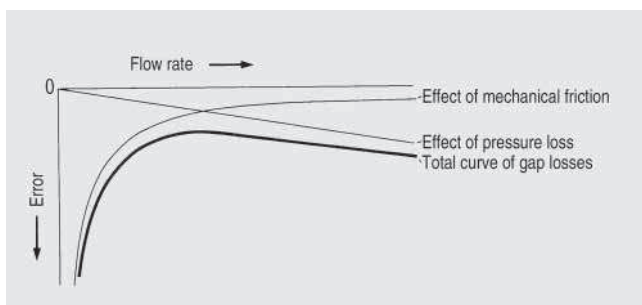 Flow rate
0
Effect of mechanical friction
Effect of pressure loss
Total curve of gap losses
Error